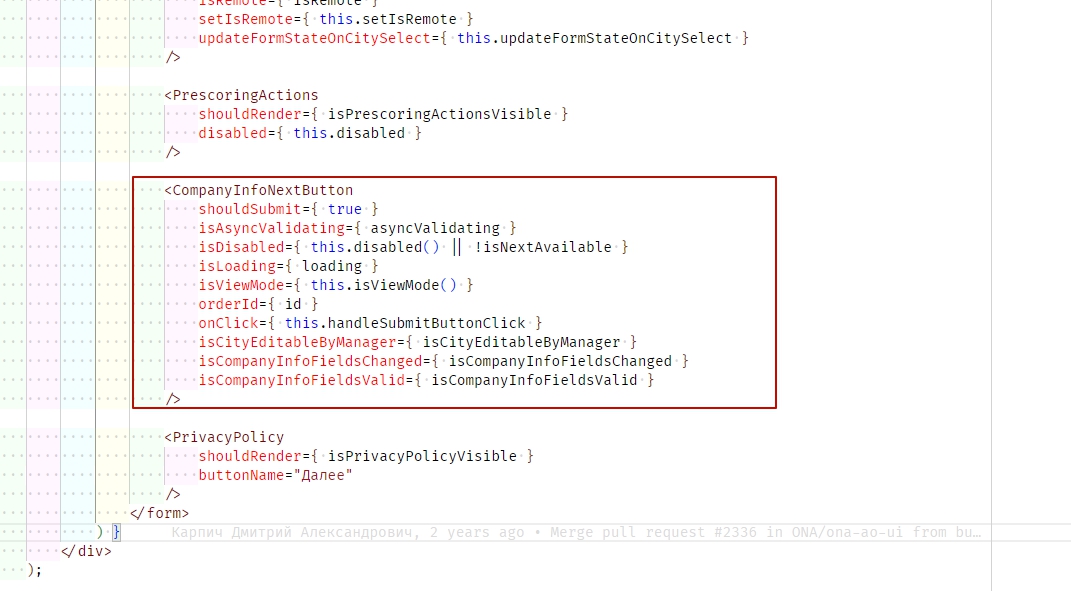 isRemote={ isRemote }
setIsRemote={ this.setIsRemote }
updateFormStateOnCitySelect={ this.updateFormStateOnCitySelect }
/>
<PrescoringActions
shouldRender={ isPrescoringActionsVisible }
disabled={ this.disabled }
/>
<CompanyInfoNextButton
shouldSubmit={ true }
isAsyncValidating={ asyncValidating }
isDisabled={ this.disabled() || !isNextAvailable }
isLoading={ loading }
isViewMode={ this.isViewMode() }
orderId={ id }
onClick={ this.handleSubmitButtonClick }
isCityEditableByManager={ isCityEditableByManager }
isCompanyInfoFieldsChanged={ isCompanyInfoFieldsChanged }
isCompanyInfoFieldsValid={ isCompanyInfoFieldsValid }
/>
<PrivacyPolicy
shouldRender={ isPrivacyPolicyVisible }
buttonName="Далее"
/>
</form>
) } Карпич Дмитрий Александрович, 2 years ago • Merge pull request #2336 in ONA/ona-ao-ui from bu…
</div>
);